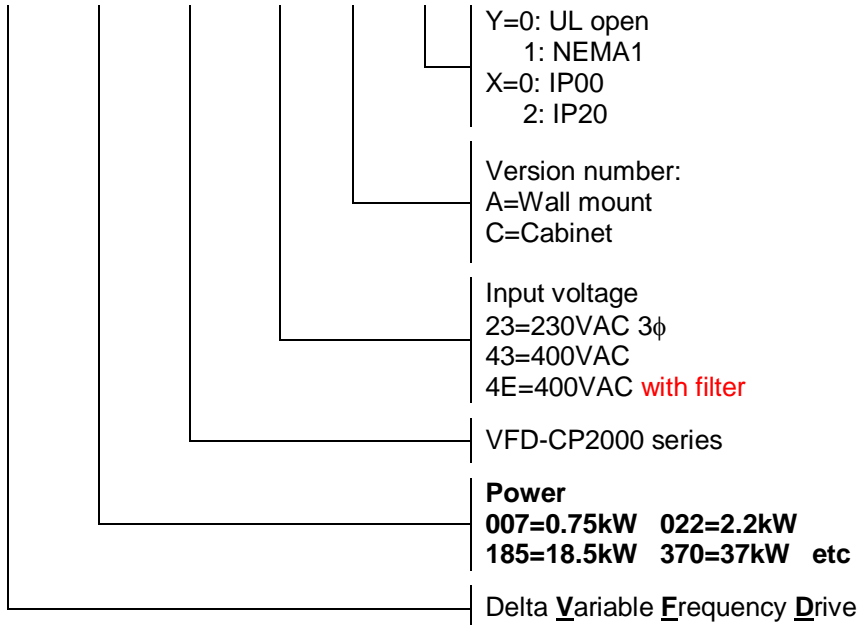 Y=0: UL open
1: NEMA1
X=0: IP00
2: IP20
Version number:
A=Wall mount
C=Cabinet
Input voltage
23=230VAC 3ϕ
43=400VAC
4E=400VAC with filter
VFD-CP2000 series
Power
007=0.75kW 022=2.2kW
185=18.5kW 370=37kW etc
Delta Variable Frequency Drive